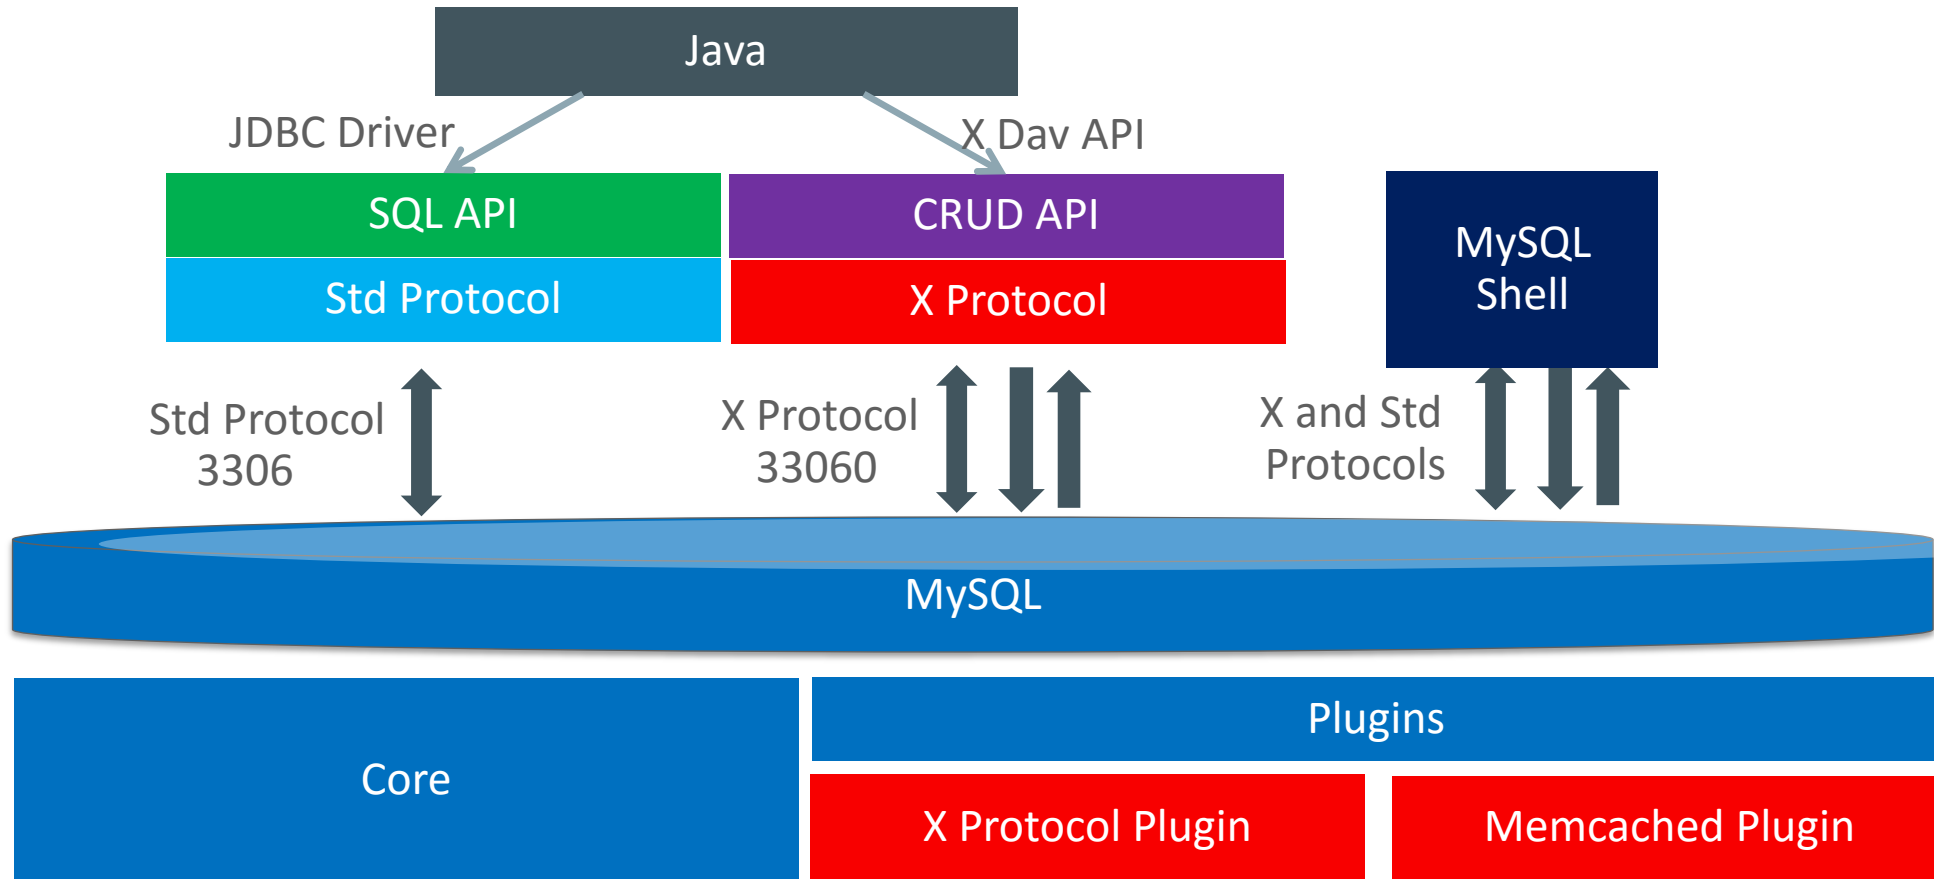 Java
JDBC Driver
X Dav API
SQL API
CRUD API
Std Protocol
X Protocol
MySQL
Shell
Std Protocol
3306
X Protocol
33060
X and Std
Protocols
MySQL
Core
Plugins
X Protocol Plugin
Memcached Plugin